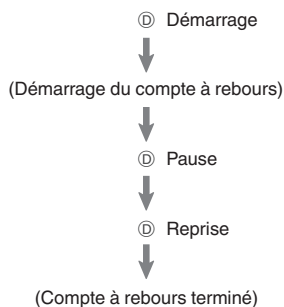 Ⓓ Démarrage
(Démarrage du compte à rebours)
Ⓓ Pause
Ⓓ Reprise
(Compte à rebours terminé)